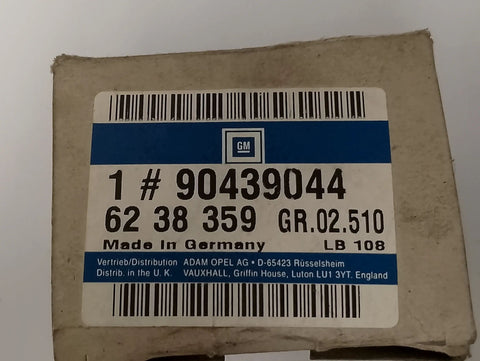 GM
1 # 90439044
62 38 359 GR.02.510
Made In Germany LB 108
Vertrieb/Distribution ADAM OPEL AG • D-65423 Rüsselsheim
Distrib. in the U. K. VAUXHALL, Griffin House, Luton LU1 3YT. England